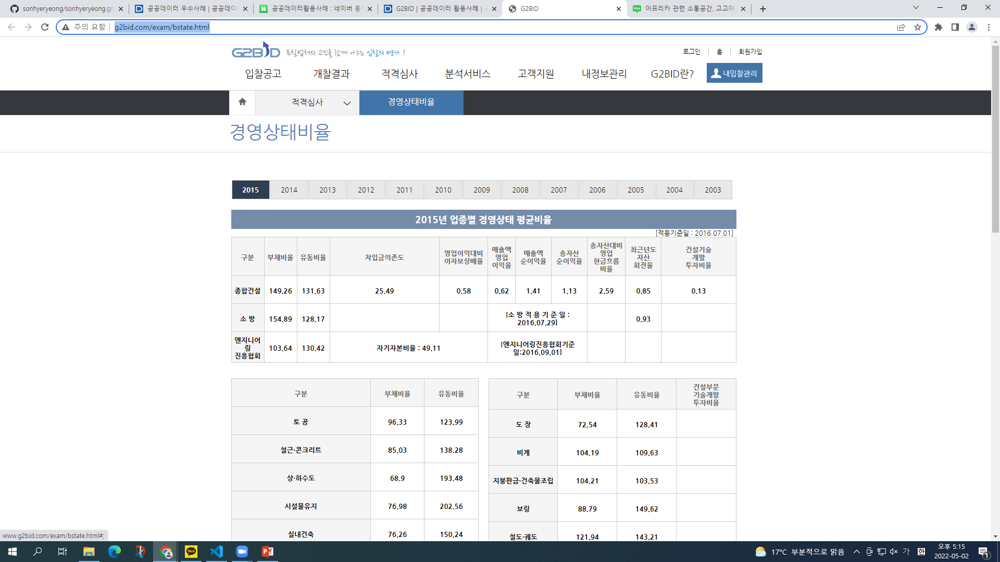 sonhyeryeong/sonhyeryeong.git
공공데이터 우수사례 | 공공데이
공공데이터활용사례 : 네이버 통
G2BID | 공공데이터 활용사례 |
G2BID
아프리카 관련 소통공간, 고고아
주의 요함 | g2bid.com/exam/bstate.html
G2BID 투찰업체의 고민을 함께 나누는 입찰의 명가 !
로그인 홈 회원가입
입찰공고 개찰결과 적격심사 분석서비스 고객지원 내정보관리 G2BID란? 내입찰관리
적격심사 경영상태비율
경영상태비율
2015 2014 2013 2012 2011 2010 2009 2008 2007 2006 2005 2004 2003
2015년 업종별 경영상태 평균비율
[적용기준일 : 2016.07.01]
구분 부채비율 유동비율 차입금의존도 영업이익대비 이자보상배율 매출액 영업 이익율 매출액 순이익율 총자산 순이익율 총자산대비 영업 현금흐름 비율 최근년도 자산 회전율 건설기술 개발 투자비율
종합건설 149.26 131.63 25.49 0.58 0.62 1.41 1.13 2.59 0.85 0.13
소 방 154.89 128.17 [소 방 적 용 기 준 일 : 2016.07.29] 0.93
엔지니어링 진흥협회 103.64 130.42 자기자본비율 : 49.11 [엔지니어링진흥협회기준일:2016.09.01]
구분 부채비율 유동비율
토 공 96.33 123.99
철근·콘크리트 85.03 138.28
상·하수도 68.9 193.48
시설물유지 76.98 202.56
실내건축 76.26 150.24
구분 부채비율 유동비율 건설부문 기술개발 투자비율
도 장 72.54 128.41
비계 104.19 109.63
지붕판금·건축물조립 104.21 103.53
보링 88.79 149.62
철도·궤도 121.94 143.21
www.g2bid.com/exam/bstate.html#;
TALK
17°C 부분적으로 맑음
가 한
오후 5:15
2022-05-02
1